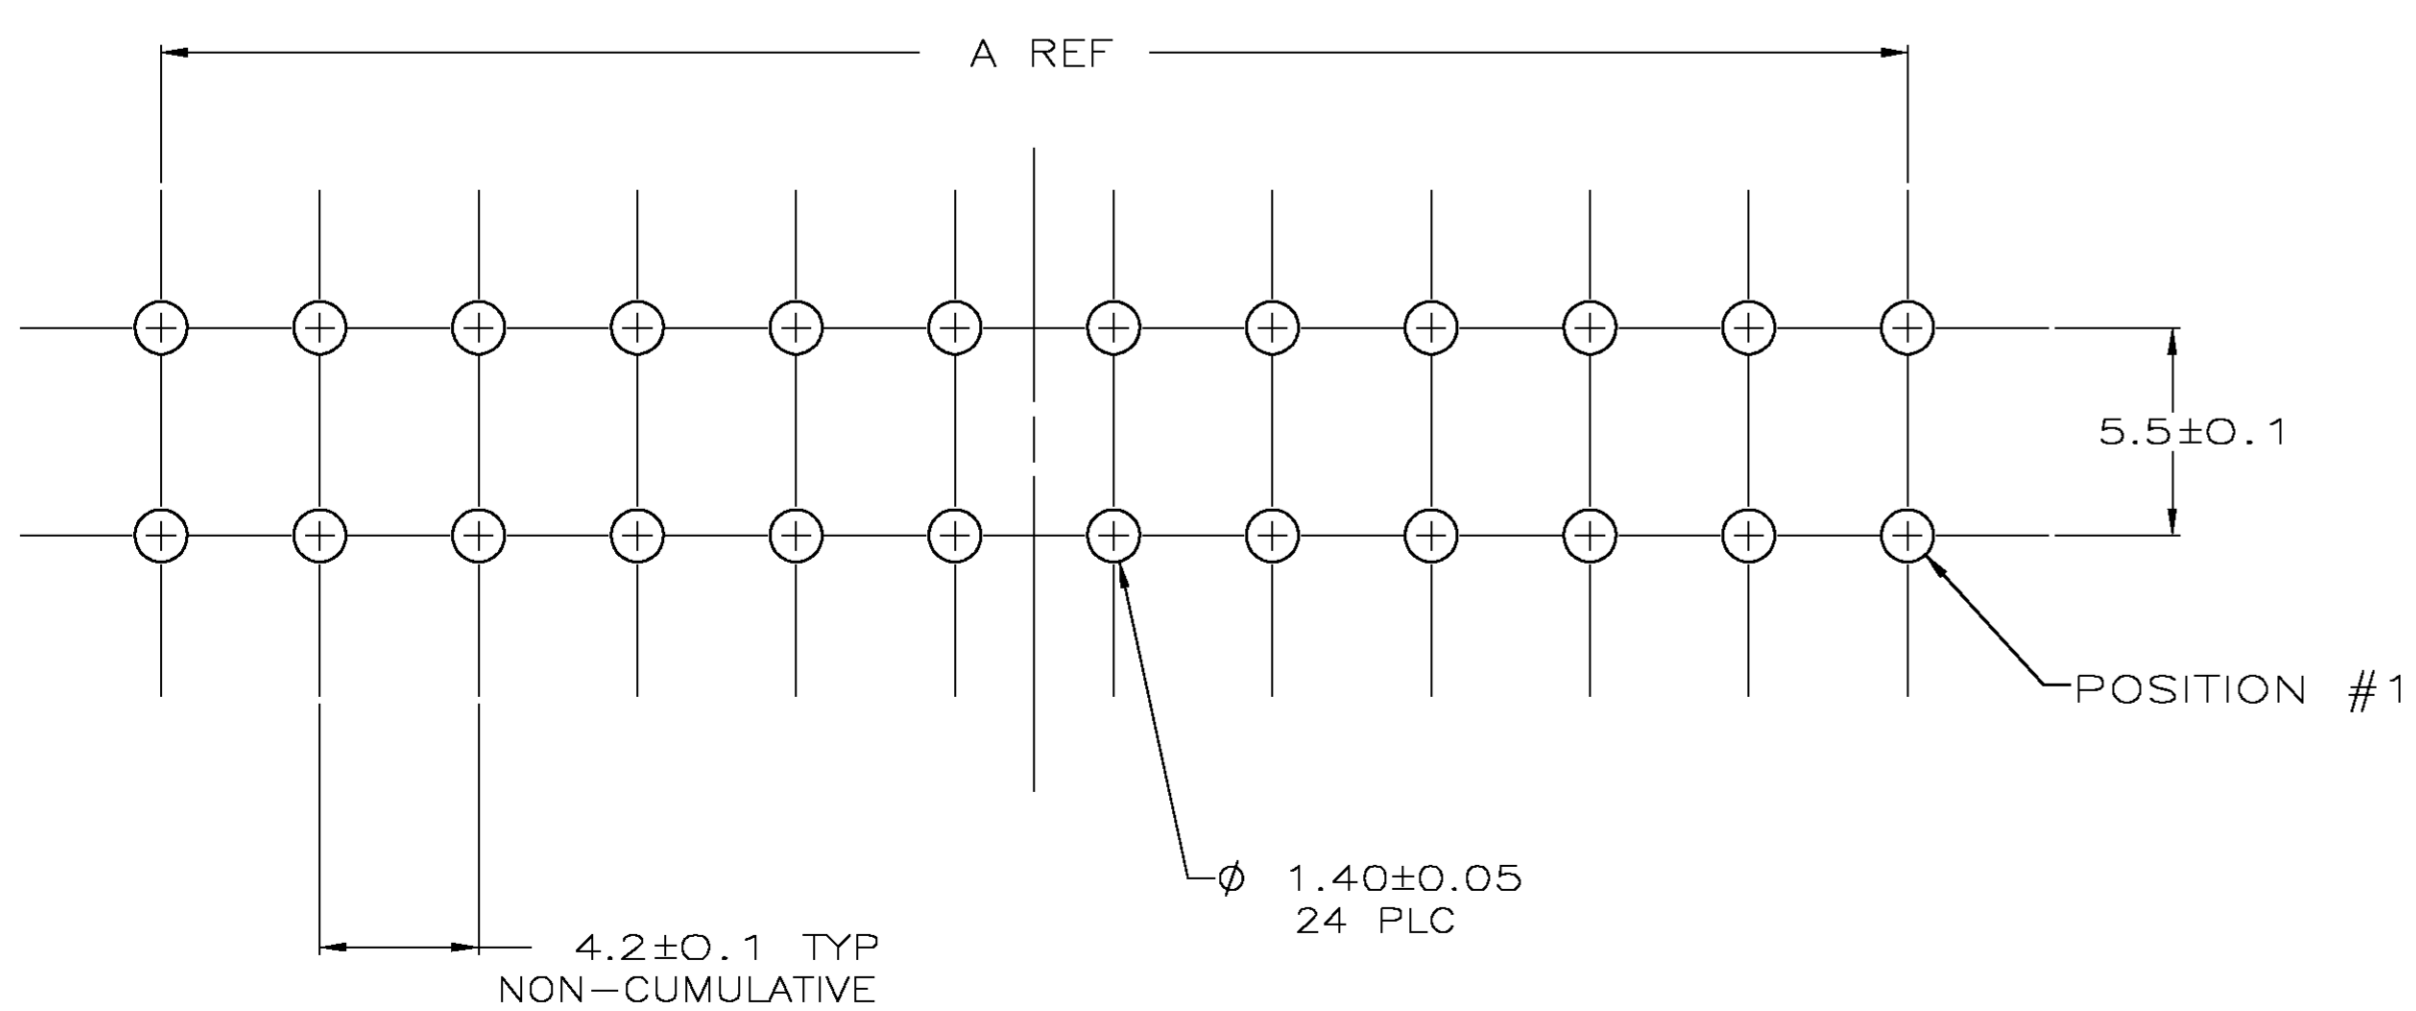 A REF
5.5±0.1
POSITION #1
ϕ 1.40±0.05
24 PLC
4.2±0.1 TYP
NON-CUMULATIVE